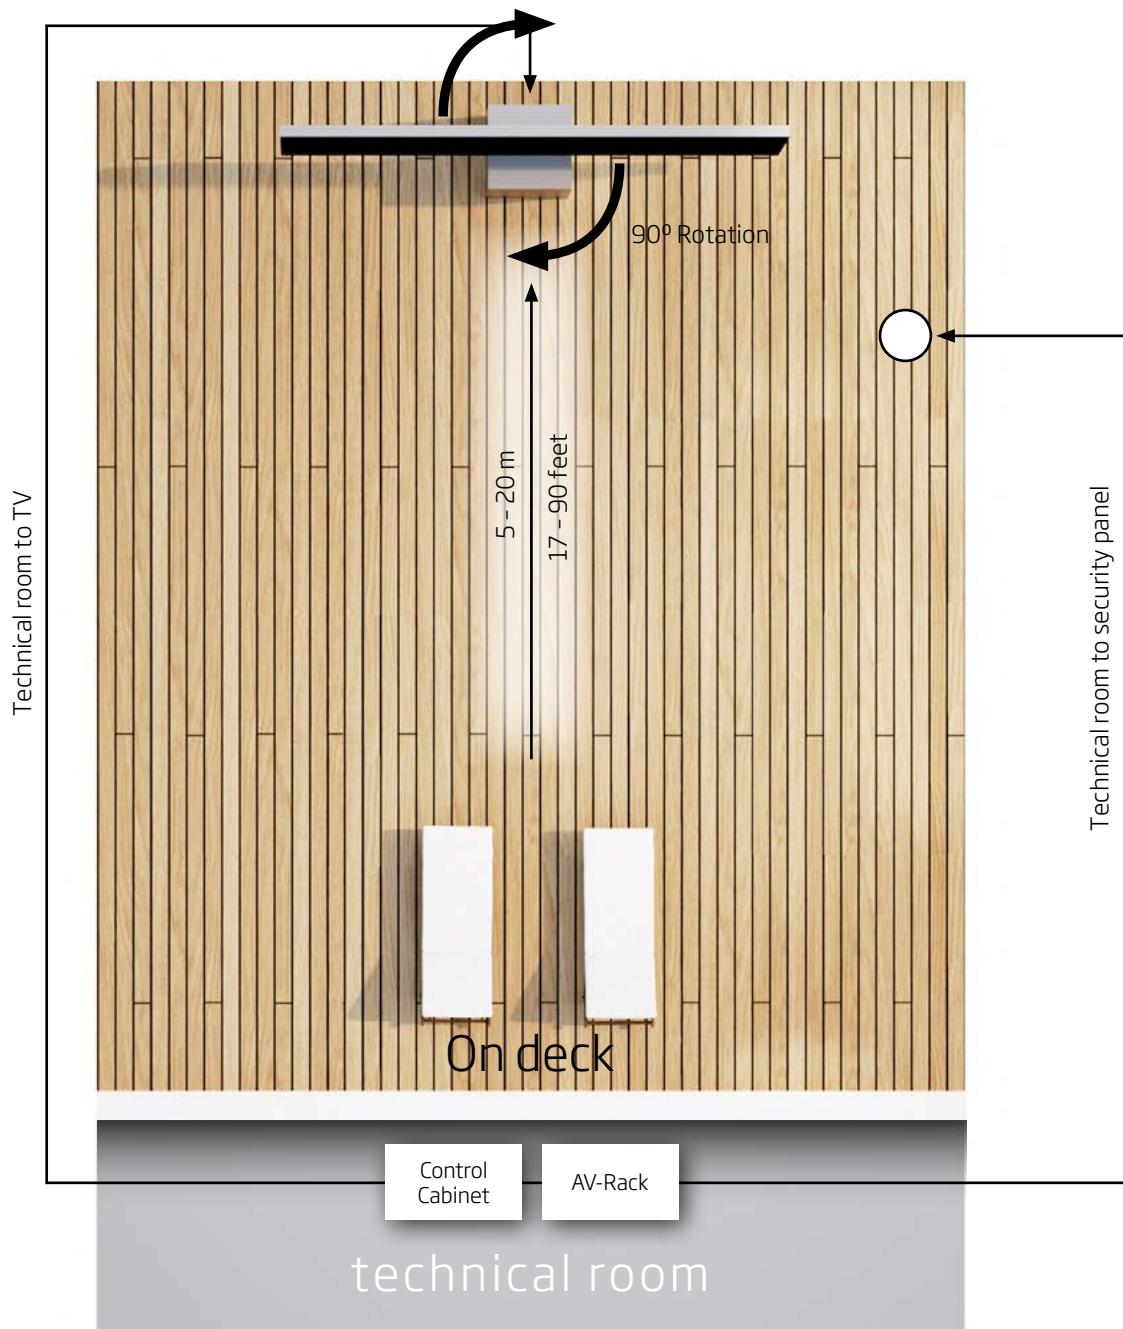 90º Rotation
5 - 20 m
17 - 90 feet
Technical room to TV
Technical room to security panel
On deck
Control
Cabinet
AV-Rack
technical room